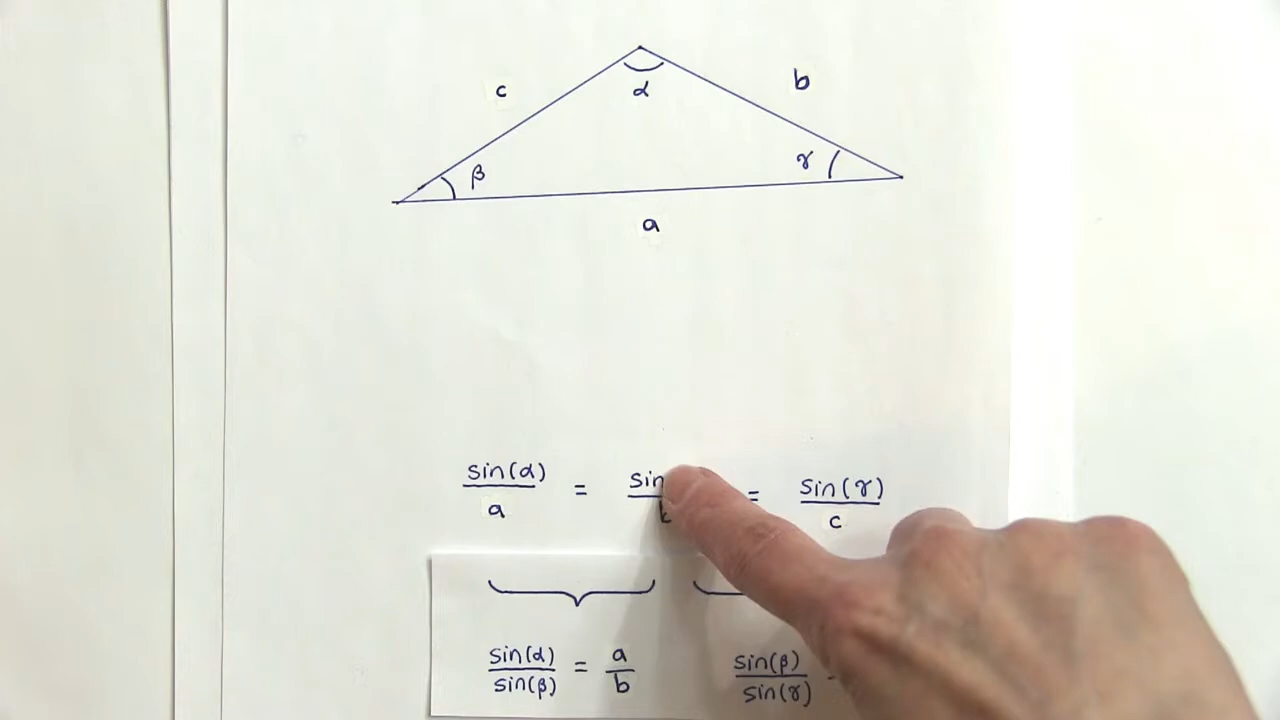 c
b
α
β
γ
a
sin(α)/a = sin = sin(γ)/c
sin(α)/sin(β) = a/b
sin(β)/sin(γ)